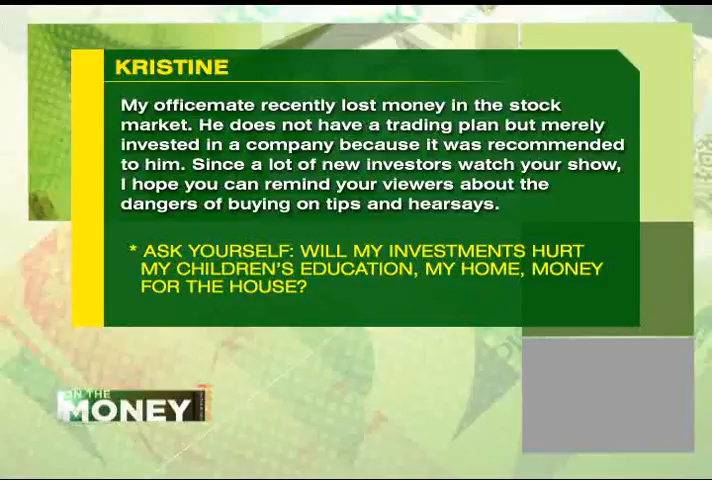 KRISTINE
My officemate recently lost money in the stock
market. He does not have a trading plan but merely
invested in a company because it was recommended
to him. Since a lot of new investors watch your show,
I hope you can remind your viewers about the
dangers of buying on tips and hearsays.
* ASK YOURSELF: WILL MY INVESTMENTS HURT
MY CHILDREN'S EDUCATION, MY HOME, MONEY
FOR THE HOUSE?
ON THE
MONEY